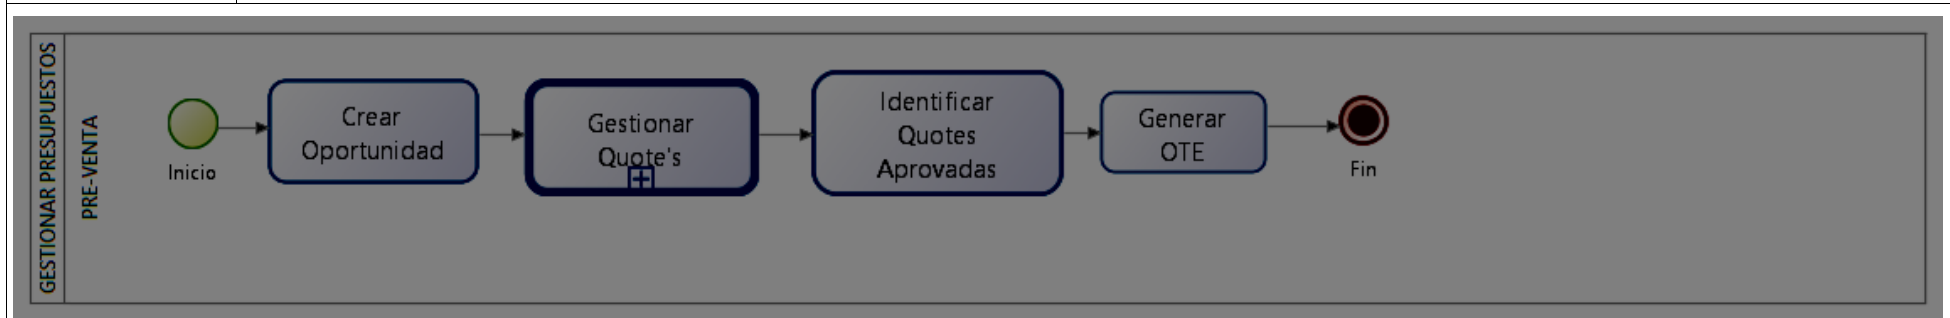 GESTIONAR PRESUPUESTOS
PRE-VENTA
Inicio
Crear
Oportunidad
Gestionar
Quote's
Identificar
Quotes
Aprovadas
Generar
OTE
Fin